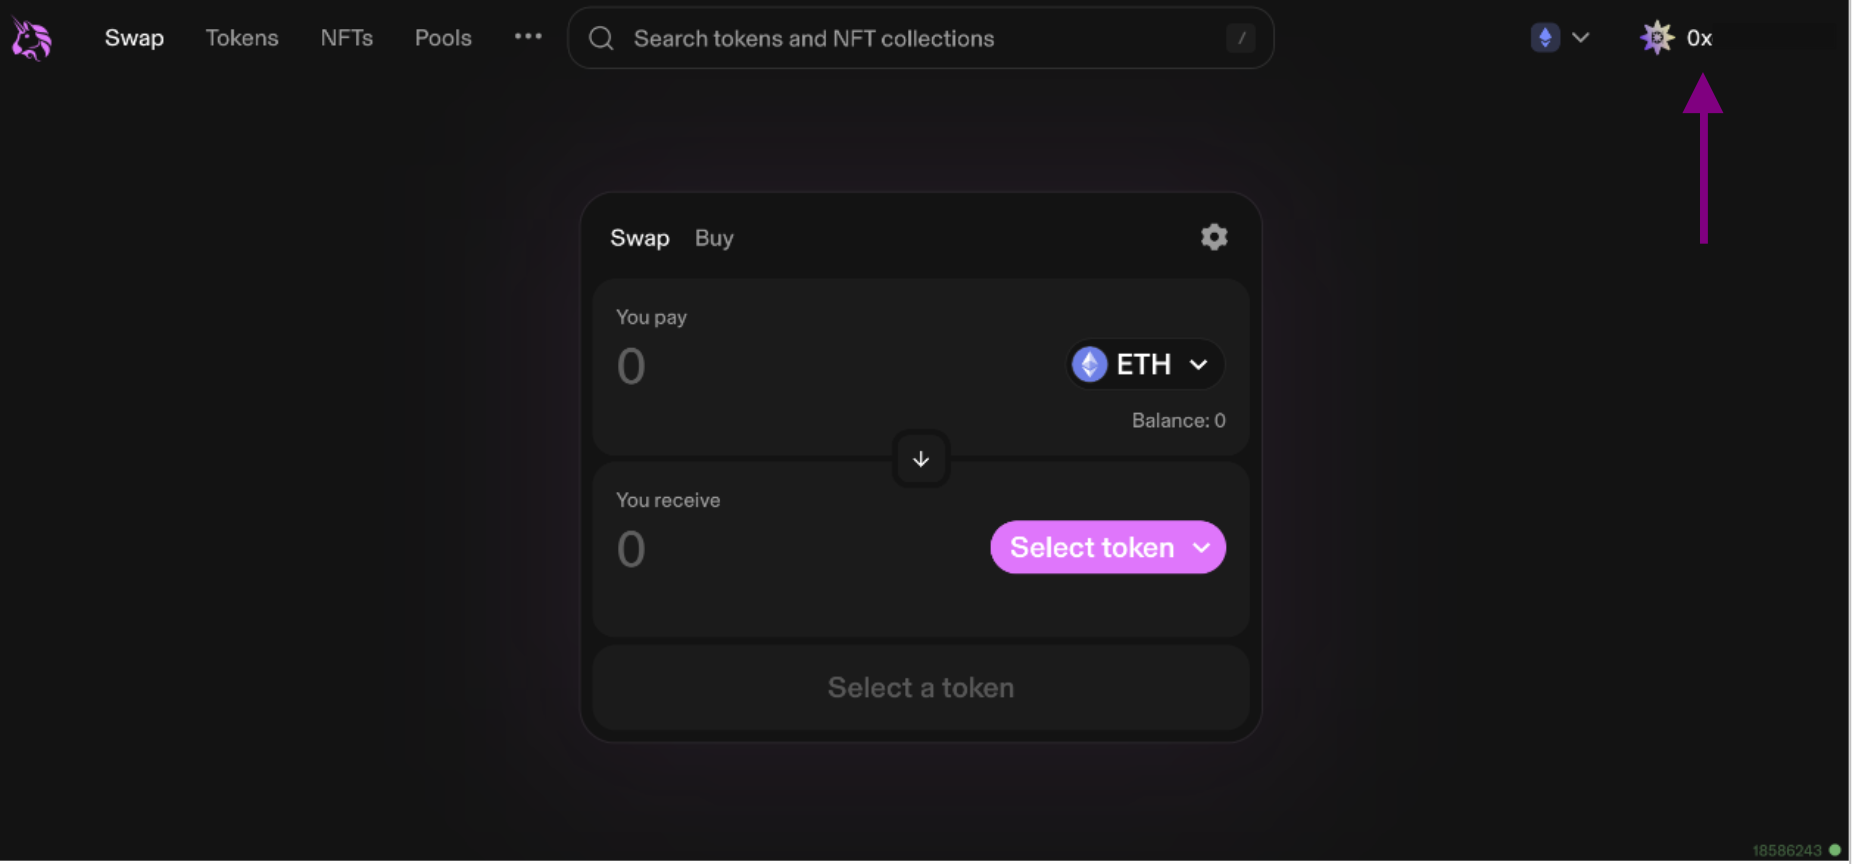 Swap Tokens NFTs Pools ••• Search tokens and NFT collections / 0x
Swap Buy
You pay
0 ETH
Balance: 0
You receive
0 Select token
Select a token
18586243